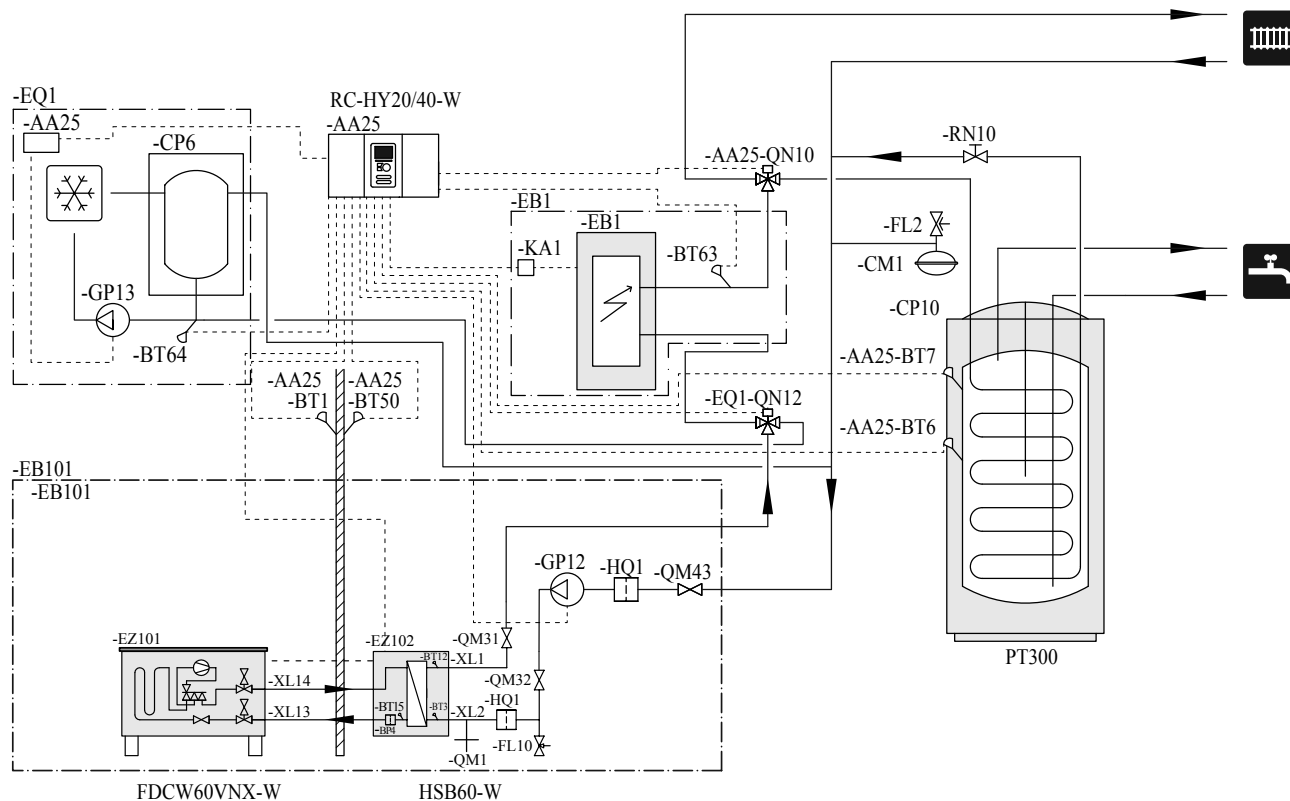 -EQ1
-AA25
-CP6
-GP13
-BT64
RC-HY20/40-W
-AA25
-AA25-QN10
-RN10
-EB1
-EB1
-KA1
-BT63
-FL2
-CM1
-CP10
-AA25-BT7
-AA25
-BT1
-AA25
-BT50
-EQ1-QN12
-AA25-BT6
-EB101
-EB101
-GP12
-HQ1
-QM43
-EZ101
-EZ102
-QM31
-BT12
-XL1
-XL14
-QM32
-HQ1
-XL13
-BT15
-BT3
-XL2
-BP4
-FL10
-QM1
PT300
FDCW60VNX-W
HSB60-W